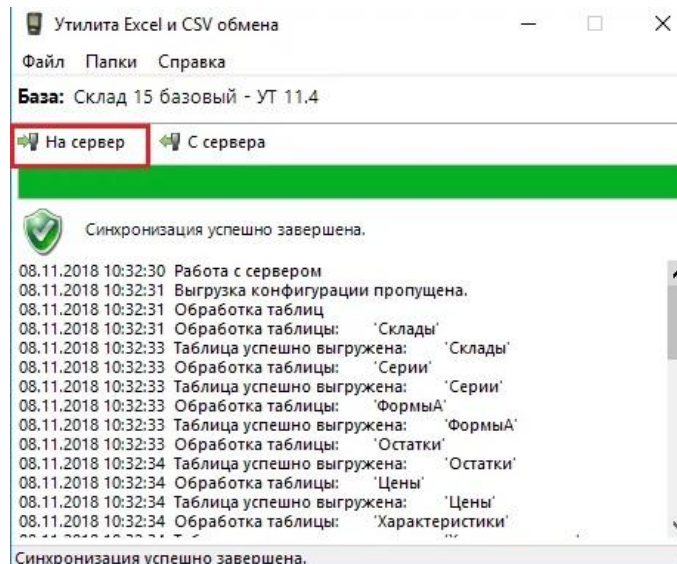 Утилита Excel и CSV обмена
Файл Папки Справка
База: Склад 15 базовый - УТ 11.4
На сервер С сервера
Синхронизация успешно завершена.
08.11.2018 10:32:30 Работа с сервером
08.11.2018 10:32:31 Выгрузка конфигурации пропущена.
08.11.2018 10:32:31 Обработка таблиц
08.11.2018 10:32:31 Обработка таблицы: 'Склады'
08.11.2018 10:32:33 Таблица успешно выгружена: 'Склады'
08.11.2018 10:32:33 Обработка таблицы: 'Серии'
08.11.2018 10:32:33 Таблица успешно выгружена: 'Серии'
08.11.2018 10:32:33 Обработка таблицы: 'ФормыА'
08.11.2018 10:32:33 Таблица успешно выгружена: 'ФормыА'
08.11.2018 10:32:33 Обработка таблицы: 'Остатки'
08.11.2018 10:32:34 Таблица успешно выгружена: 'Остатки'
08.11.2018 10:32:34 Обработка таблицы: 'Цены'
08.11.2018 10:32:34 Таблица успешно выгружена: 'Цены'
08.11.2018 10:32:34 Обработка таблицы: 'Характеристики'
Синхронизация успешно завершена.